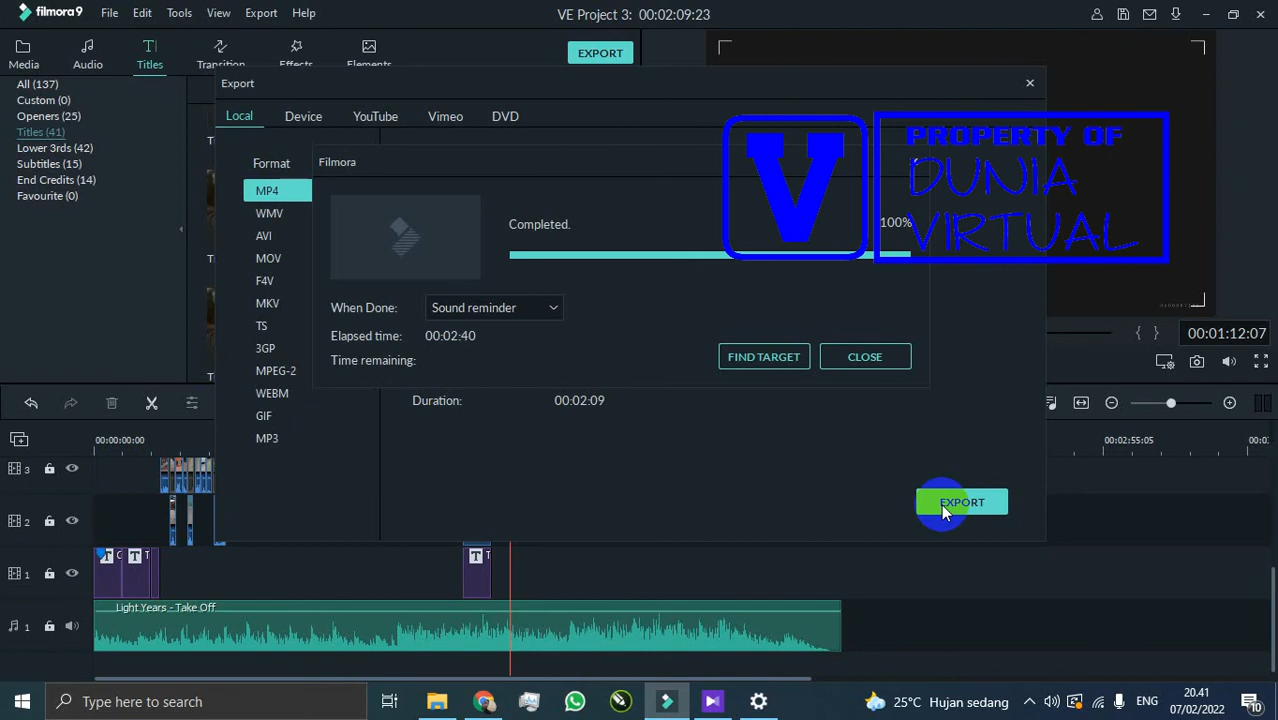 filmora9
File Edit Tools View Export Help
VE Project 3: 00:02:09:23
Media
Audio
Titles
Transition
Effects
Elements
EXPORT
All (137)
Custom (0)
Openers (25)
Titles (41)
Lower 3rds (42)
Subtitles (15)
End Credits (14)
Favourite (0)
Export
Local Device YouTube Vimeo DVD
Format
MP4
WMV
AVI
MOV
F4V
MKV
TS
3GP
MPEG-2
WEBM
GIF
MP3
Filmora
Completed.
100%
When Done: Sound reminder
Elapsed time: 00:02:40
Time remaining:
FIND TARGET CLOSE
Duration: 00:02:09
EXPORT
V
PROPERTY OF
DUNIA
VIRTUAL
00:01:12:07
00:00:00:00
00:02:55:05
3
2
1
T
T T
T T
Light Years - Take Off
1
Type here to search
25°C Hujan sedang
ENG
20.41
07/02/2022
10